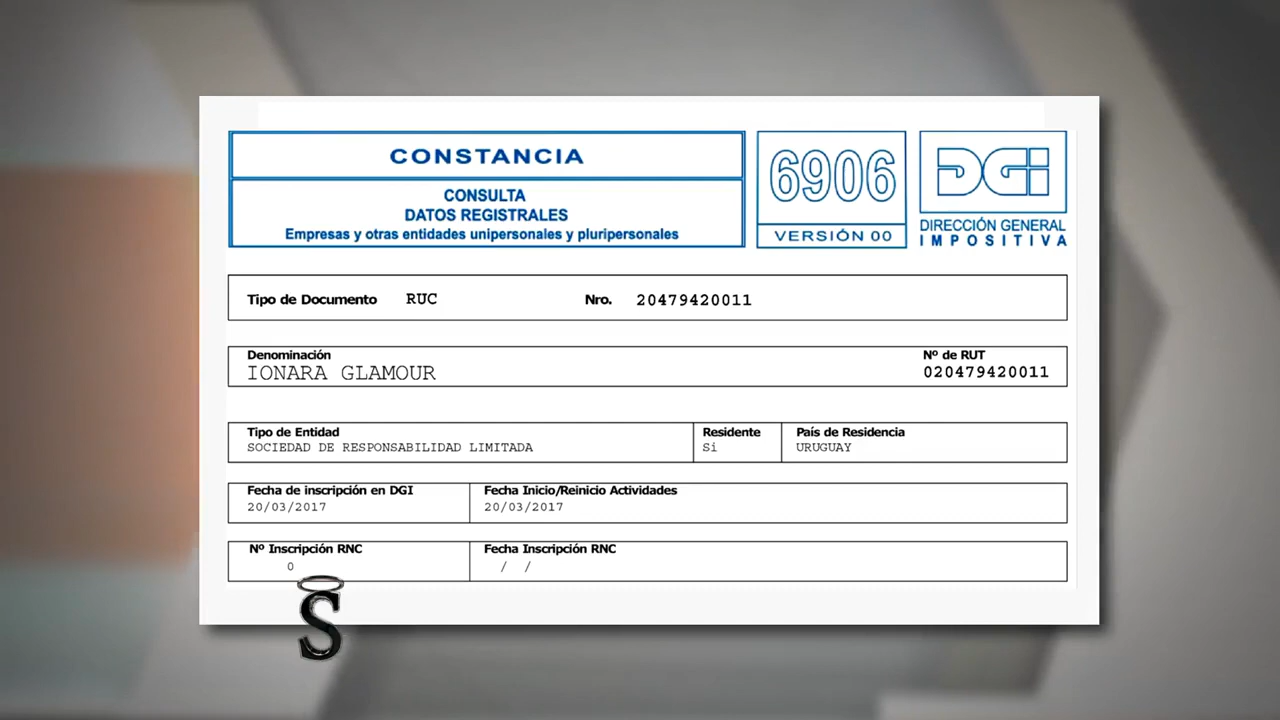 CONSTANCIA
CONSULTA
DATOS REGISTRALES
Empresas y otras entidades unipersonales y pluripersonales
6906
VERSIÓN 00
DGI
DIRECCIÓN GENERAL
IMPOSITIVA
Tipo de Documento RUC Nro. 20479420011
Denominación Nº de RUT
IONARA GLAMOUR 020479420011
Tipo de Entidad Residente País de Residencia
SOCIEDAD DE RESPONSABILIDAD LIMITADA Si URUGUAY
Fecha de inscripción en DGI Fecha Inicio/Reinicio Actividades
20/03/2017 20/03/2017
Nº Inscripción RNC Fecha Inscripción RNC
0 / /
S